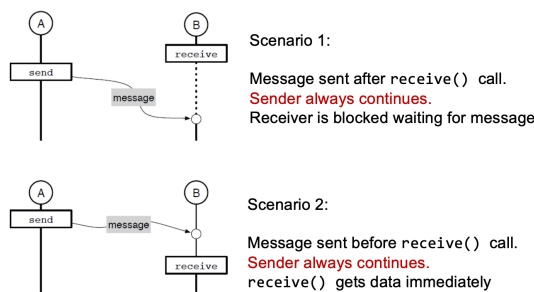 A
B
Scenario 1:
receive
send
Message sent after receive() call.
message
Sender always continues.
Receiver is blocked waiting for message
A
B
Scenario 2:
send
message
Message sent before receive() call.
receive
Sender always continues.
receive() gets data immediately